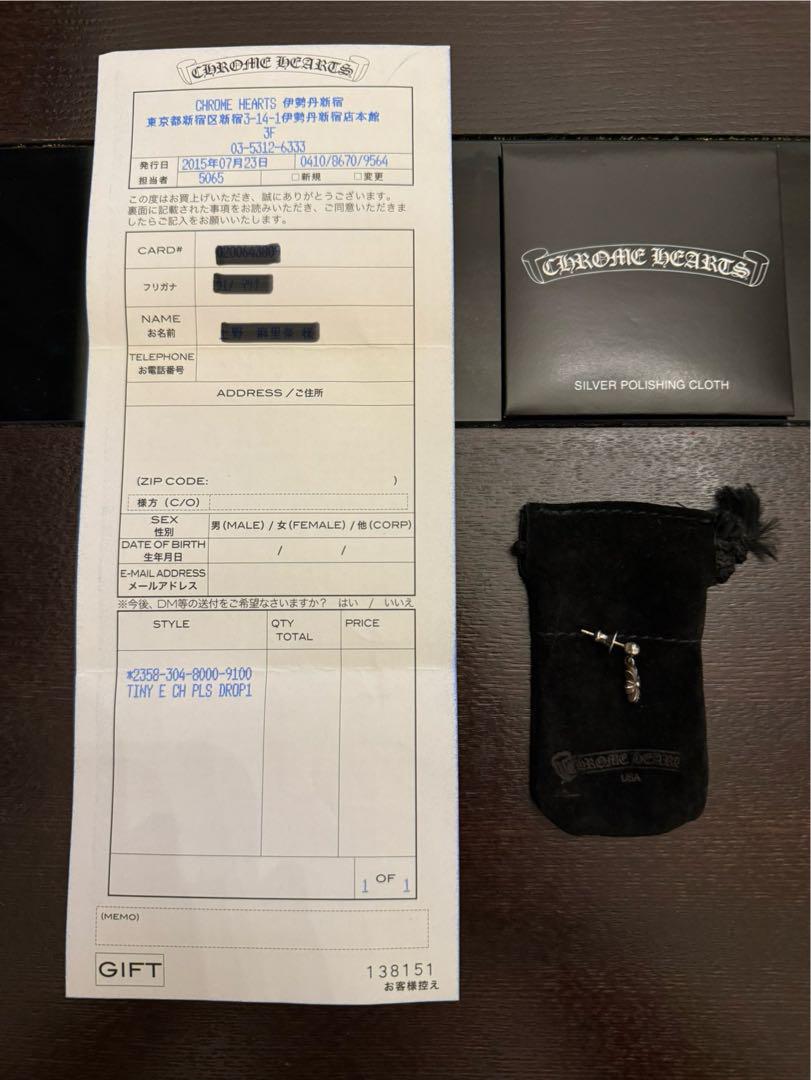 CHROME HEARTS
CHROME HEARTS 伊勢丹新宿
東京都新宿区新宿3-14-1伊勢丹新宿店本館
3F
03-5312-6333
発行日 2015年07月23日 0410/8670/9564
担当者 5065 □新規 □変更
この度はお買上げいただき、誠にありがとうございます。
裏面に記載された事項をお読みいただき、ご同意いただきま
したらご記入をお願いいたします。
CARD#
フリガナ
NAME
お名前
TELEPHONE
お電話番号
ADDRESS/ご住所
(ZIP CODE: )
様方 (C/O)
SEX
性別
男(MALE)/女(FEMALE)/他(CORP)
DATE OF BIRTH
生年月日
/ /
E-MAIL ADDRESS
メールアドレス
※今後、DM等の送付をご希望なさいますか? はい / いいえ
STYLE QTY TOTAL PRICE
*2358-304-8000-9100
TINY E CH PLS DROP1
1 OF 1
(MEMO)
GIFT
138151
お客様控え
CHROME HEARTS
SILVER POLISHING CLOTH
CHROME HEARTS
USA